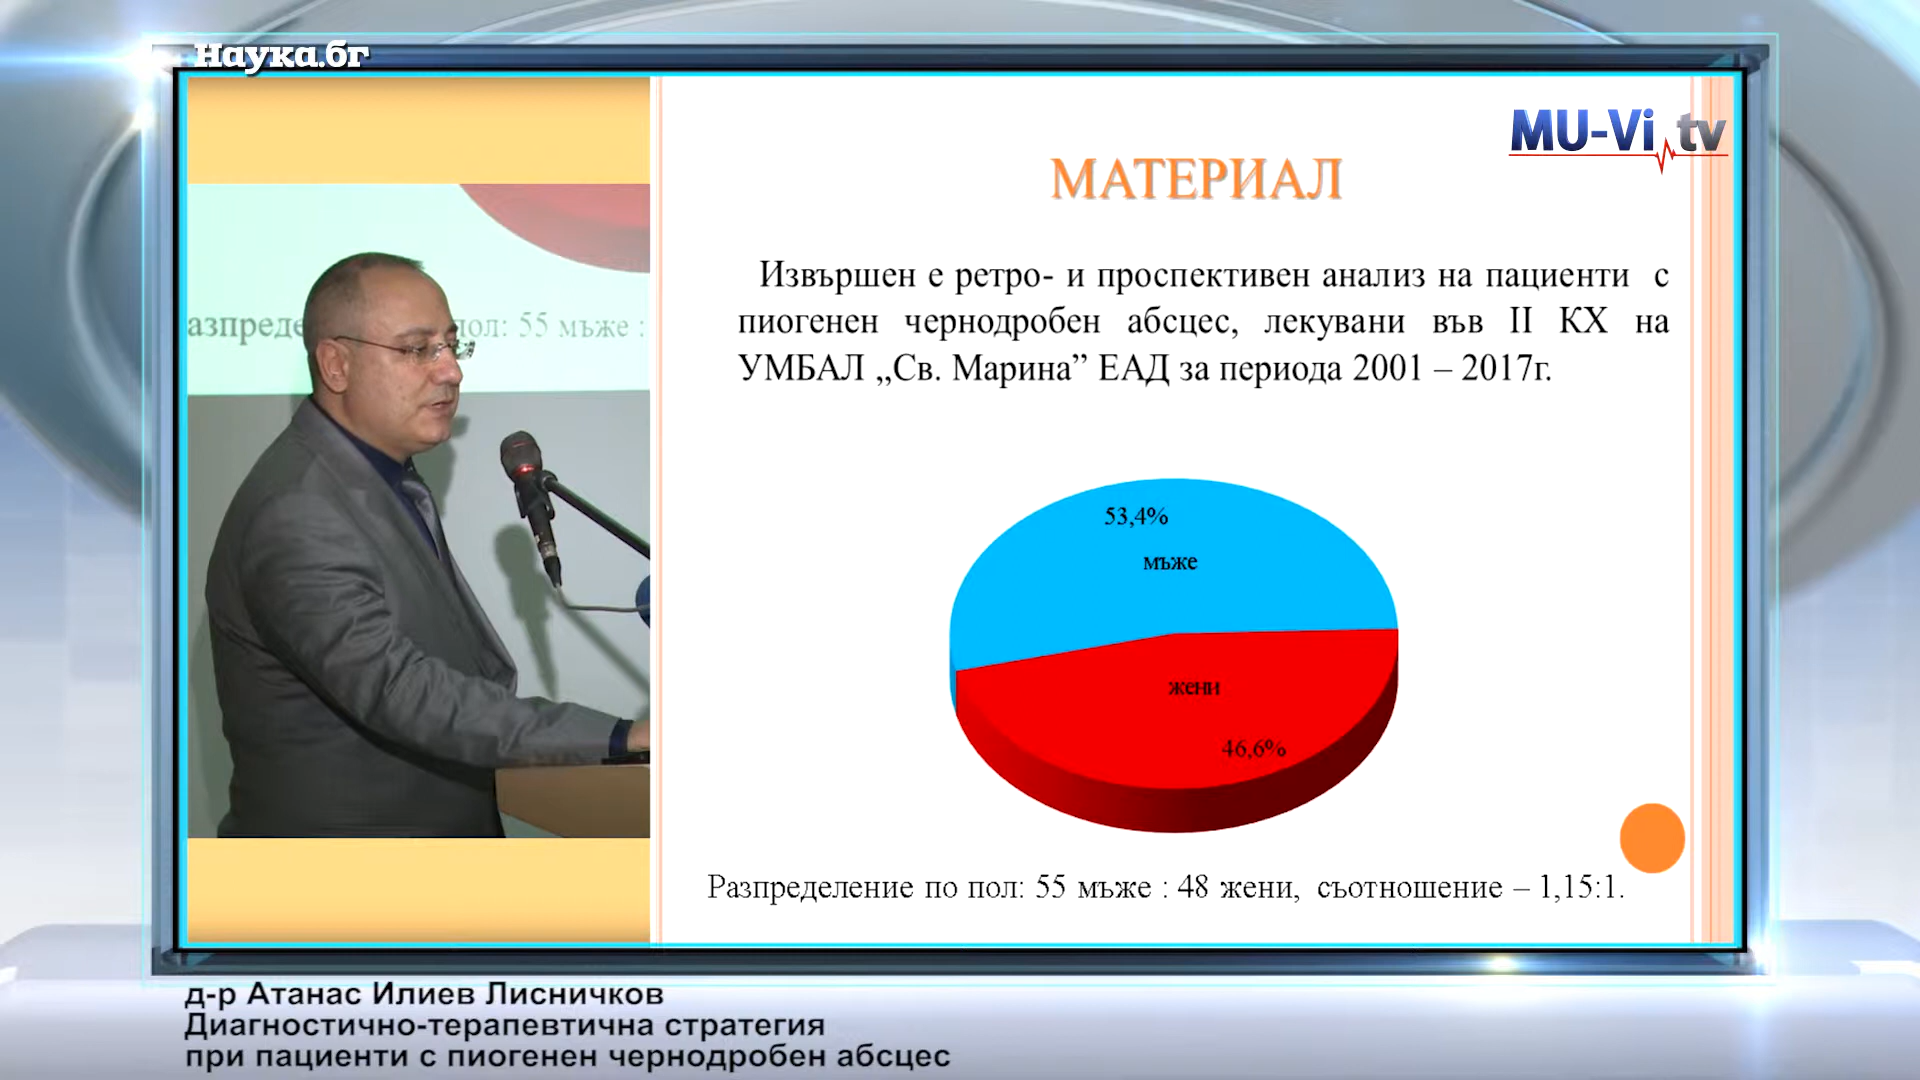 наука.бг
MU-Vi tv
МАТЕРИАЛ
Извършен е ретро- и проспективен анализ на пациенти с
пиогенен чернодробен абсцес, лекувани във II КХ на
УМБАЛ „Св. Марина” ЕАД за периода 2001 – 2017г.
53,4%
мъже
жени
46,6%
Разпределение по пол: 55 мъже : 48 жени, съотношение – 1,15:1.
55 мъже :
д-р Атанас Илиев Лисничков
Диагностично-терапевтична стратегия
при пациенти с пиогенен чернодробен абсцес